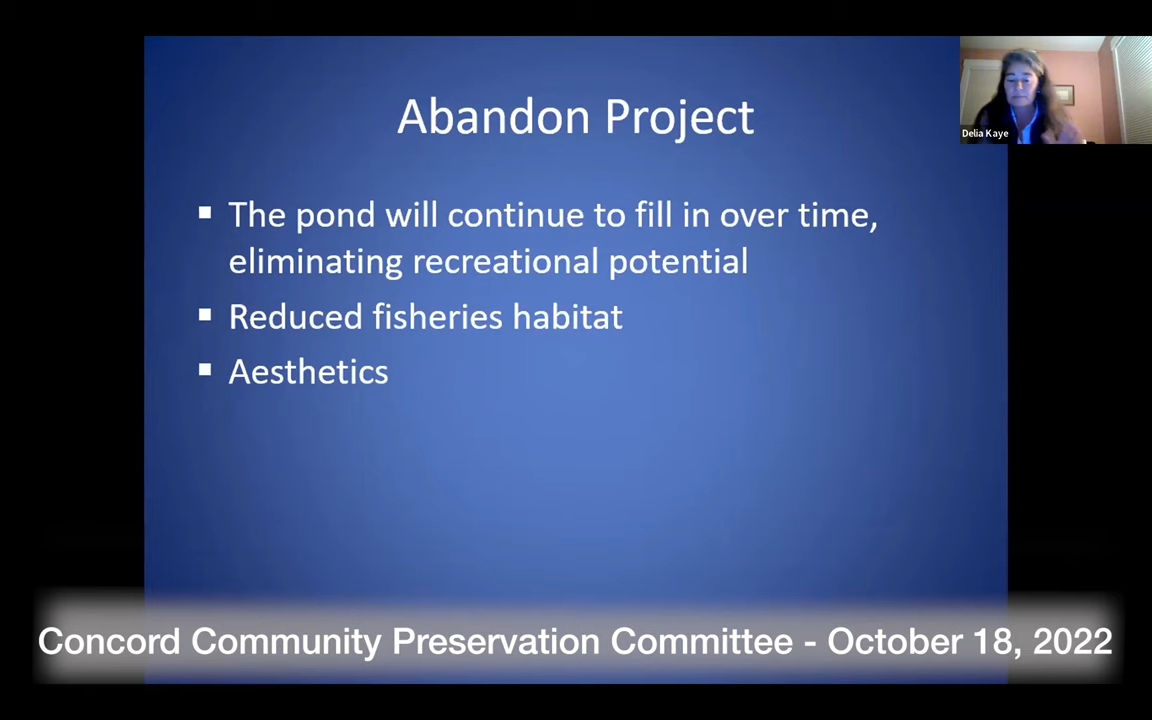 Abandon Project
Delia Kaye
▪ The pond will continue to fill in over time,
eliminating recreational potential
▪ Reduced fisheries habitat
▪ Aesthetics
Concord Community Preservation Committee - October 18, 2022